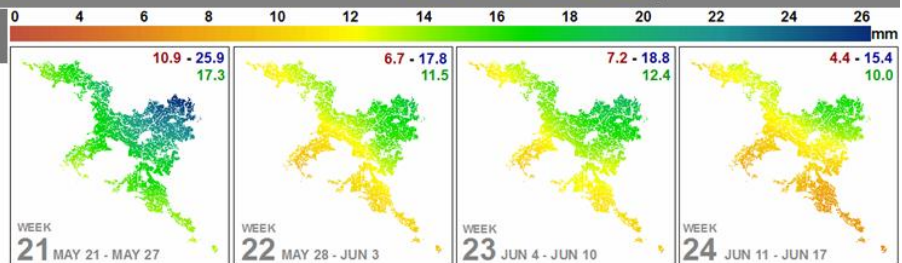 0 4 6 8 10 12 14 16 18 20 22 24 26
mm
10.9 - 25.9
17.3
WEEK
21 MAY 21 - MAY 27
6.7 - 17.8
11.5
WEEK
22 MAY 28 - JUN 3
7.2 - 18.8
12.4
WEEK
23 JUN 4 - JUN 10
4.4 - 15.4
10.0
WEEK
24 JUN 11 - JUN 17